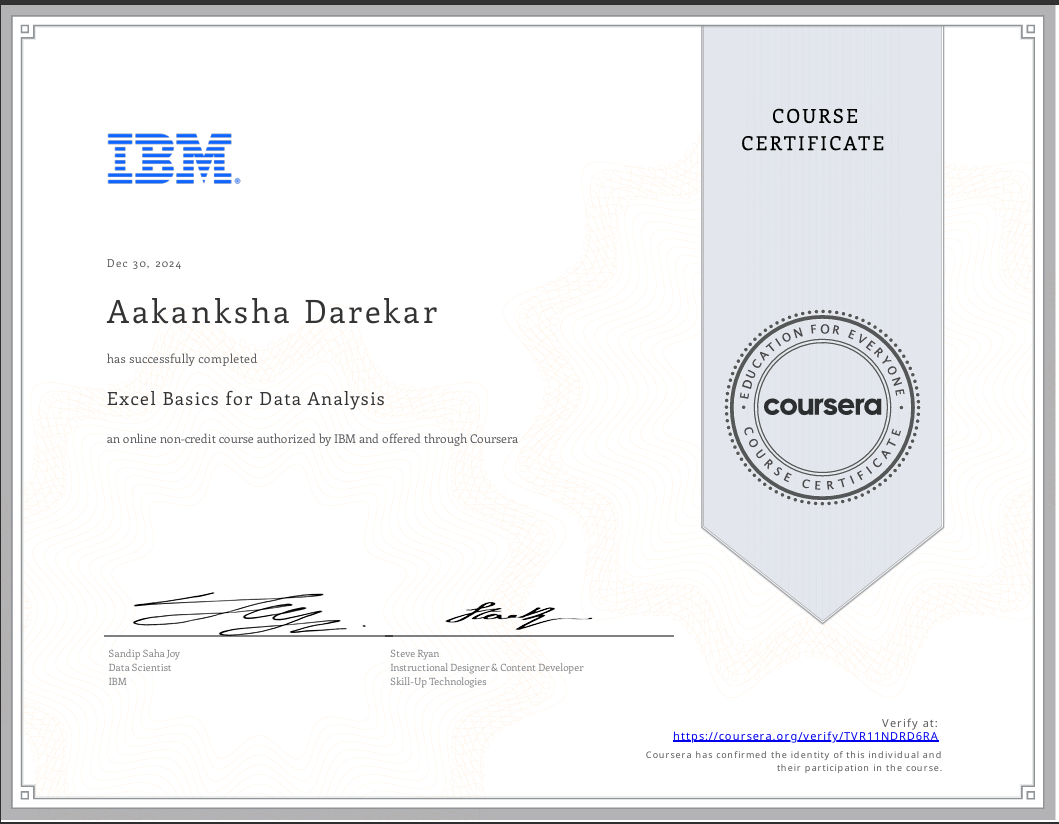 COURSE
CERTIFICATE
IBM®
Dec 30, 2024
Aakanksha Darekar
has successfully completed
Excel Basics for Data Analysis
an online non-credit course authorized by IBM and offered through Coursera
EDUCATION FOR EVERYONE
coursera
COURSE CERTIFICATE
Sandip Saha Joy
Data Scientist
IBM
Steve Ryan
Instructional Designer & Content Developer
Skill-Up Technologies
Verify at:
https://coursera.org/verify/TVR11NDRD6RA
Coursera has confirmed the identity of this individual and
their participation in the course.